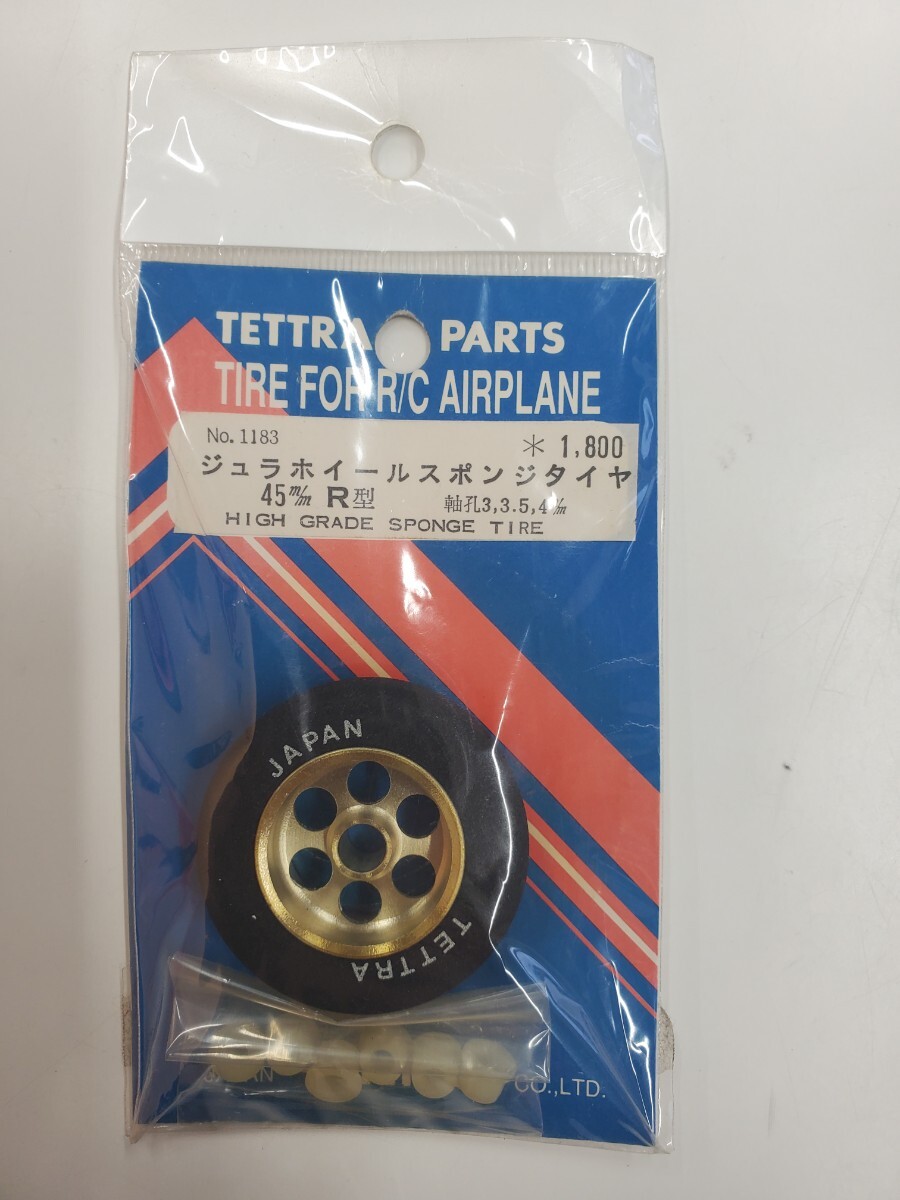 TETTRA PARTS
TIRE FOR R/C AIRPLANE
No.1183 ＊1,800
ジュラホイールスポンジタイヤ
45㎜ R型 軸孔3,3.5,4㎜
HIGH GRADE SPONGE TIRE
JAPAN
TETTRA
CO.,LTD.